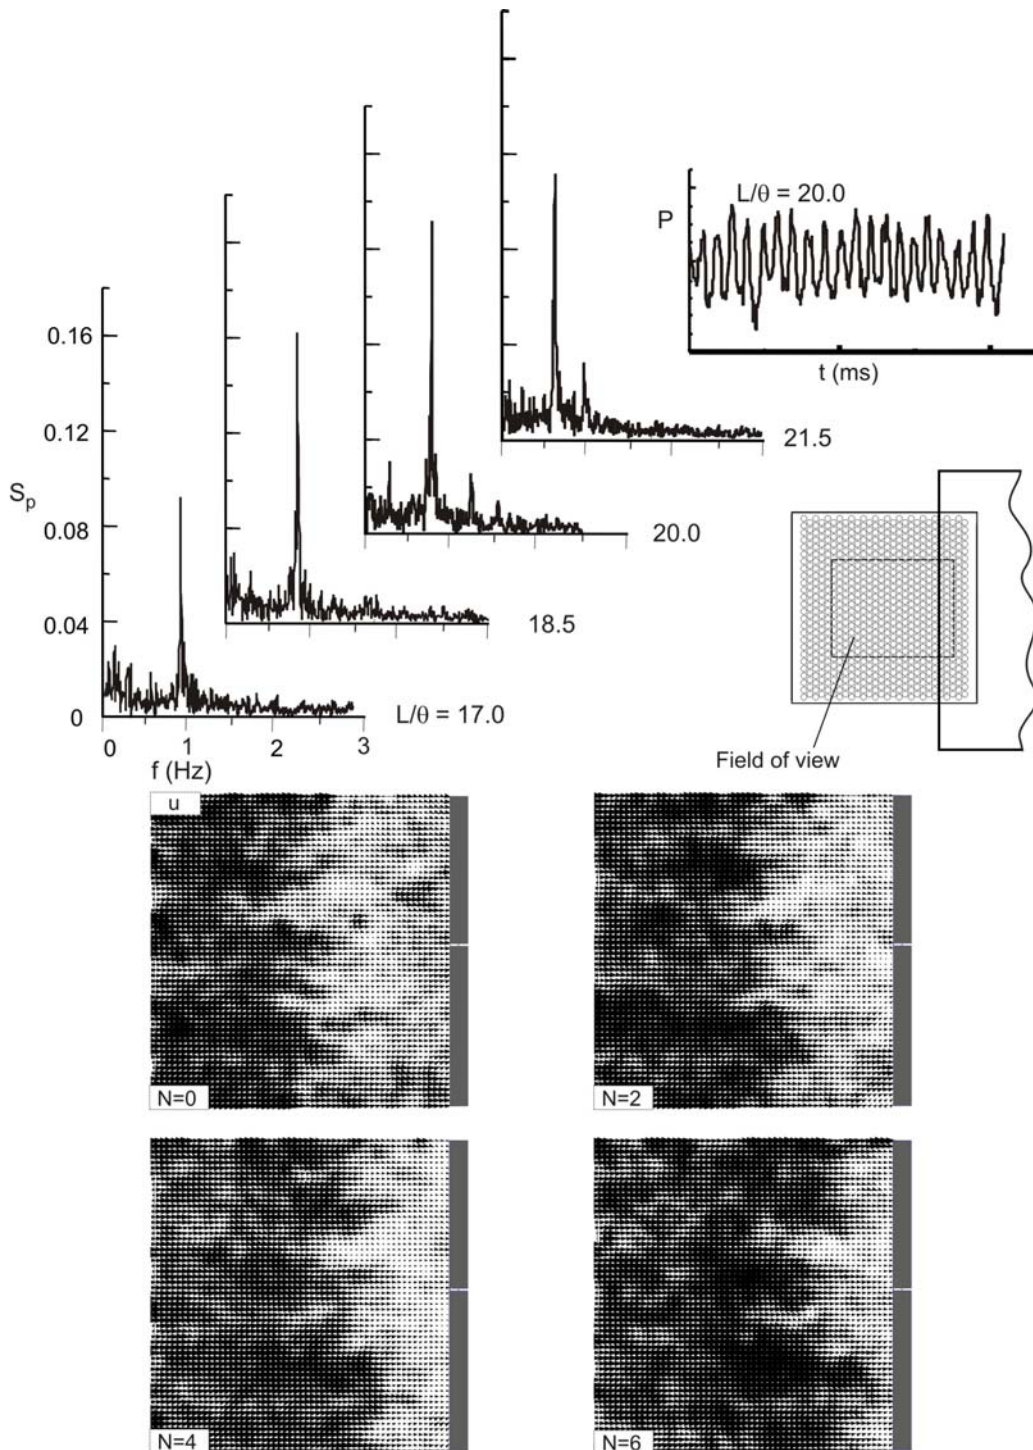 L/θ = 20.0
P
t (ms)
0.16
0.12
S_p
0.08
0.04
0
21.5
20.0
18.5
L/θ = 17.0
0 1 2 3
f (Hz)
Field of view
u
N=0
N=2
N=4
N=6